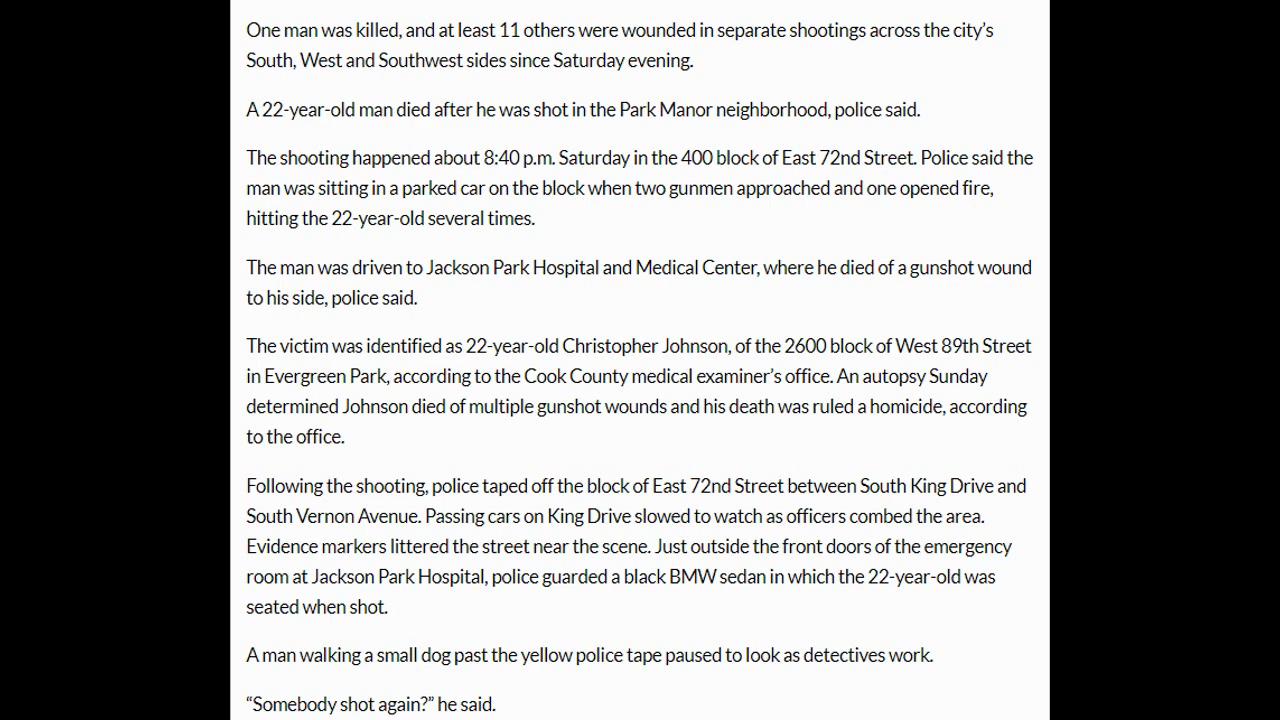 One man was killed, and at least 11 others were wounded in separate shootings across the city’s
South, West and Southwest sides since Saturday evening.
A 22-year-old man died after he was shot in the Park Manor neighborhood, police said.
The shooting happened about 8:40 p.m. Saturday in the 400 block of East 72nd Street. Police said the
man was sitting in a parked car on the block when two gunmen approached and one opened fire,
hitting the 22-year-old several times.
The man was driven to Jackson Park Hospital and Medical Center, where he died of a gunshot wound
to his side, police said.
The victim was identified as 22-year-old Christopher Johnson, of the 2600 block of West 89th Street
in Evergreen Park, according to the Cook County medical examiner’s office. An autopsy Sunday
determined Johnson died of multiple gunshot wounds and his death was ruled a homicide, according
to the office.
Following the shooting, police taped off the block of East 72nd Street between South King Drive and
South Vernon Avenue. Passing cars on King Drive slowed to watch as officers combed the area.
Evidence markers littered the street near the scene. Just outside the front doors of the emergency
room at Jackson Park Hospital, police guarded a black BMW sedan in which the 22-year-old was
seated when shot.
A man walking a small dog past the yellow police tape paused to look as detectives work.
“Somebody shot again?” he said.